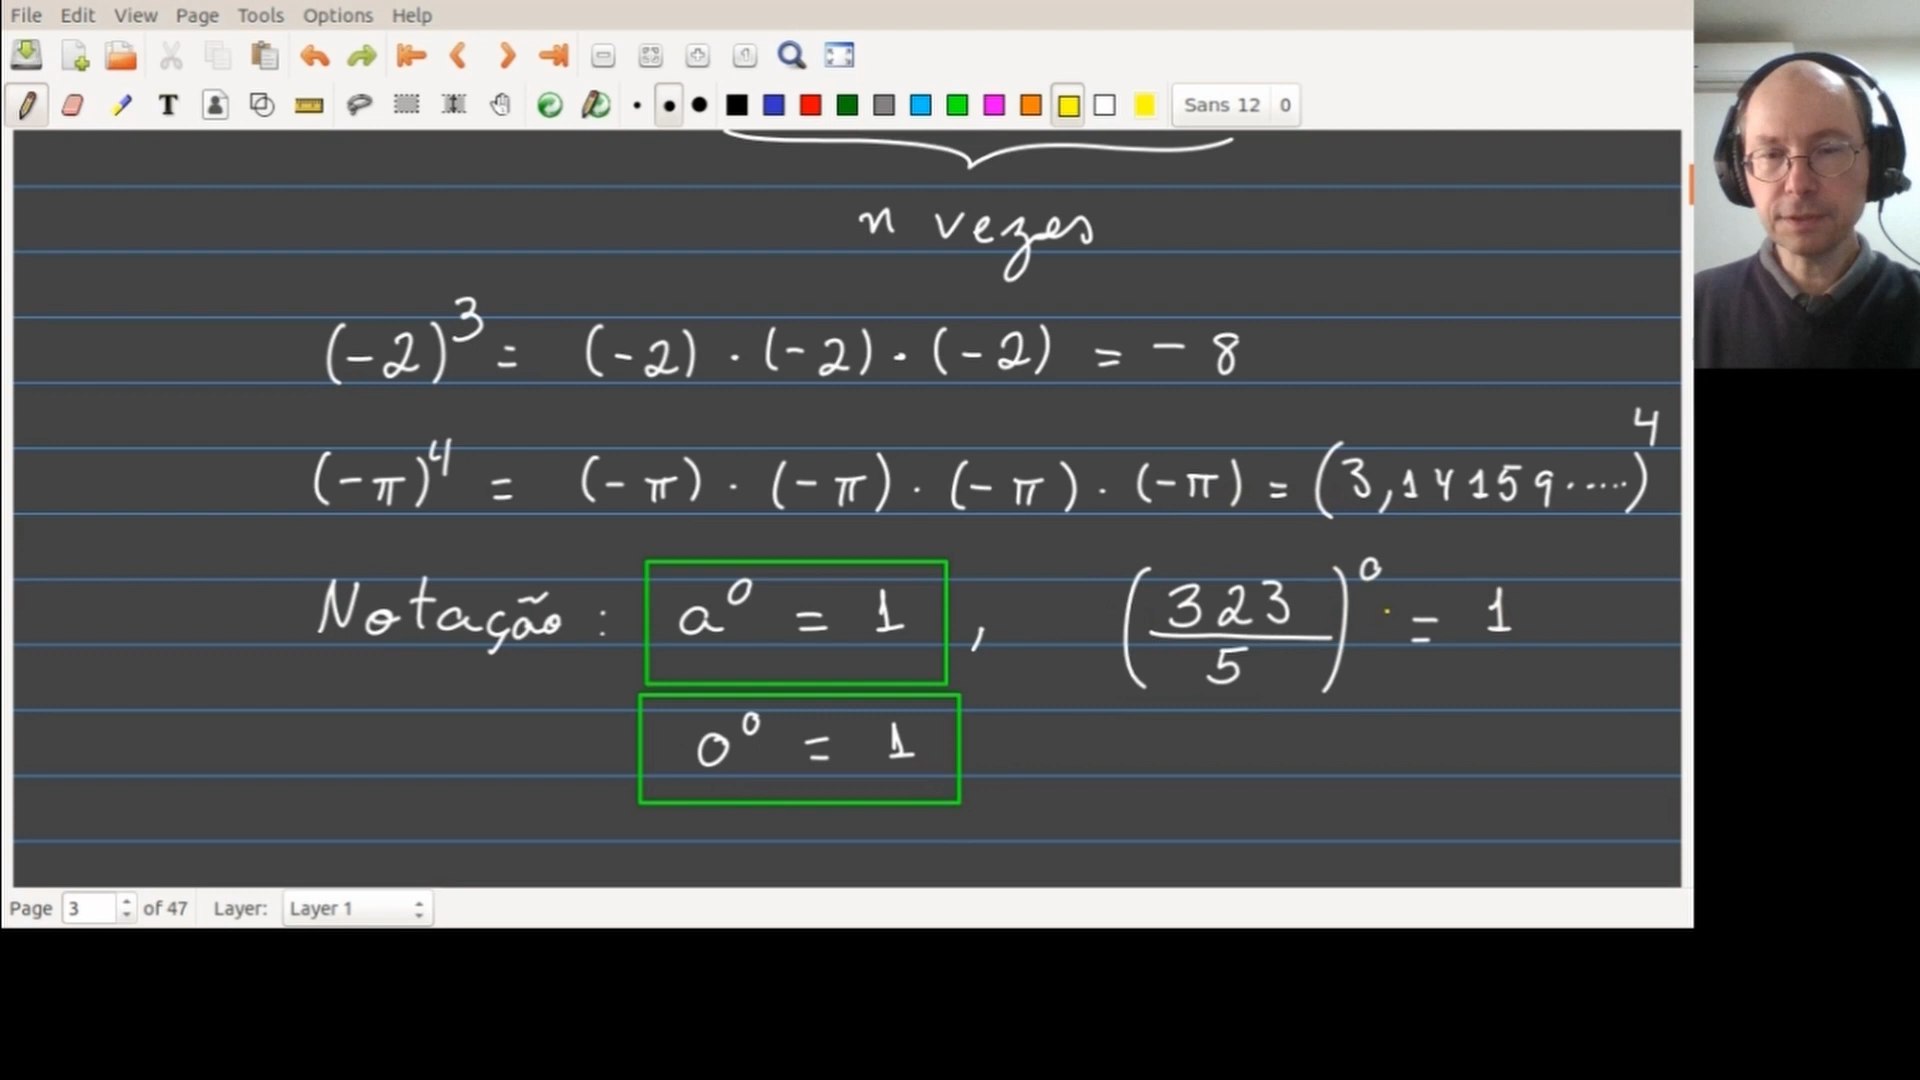 File Edit View Page Tools Options Help
T Sans 12 0
n vezes
(-2)³ = (-2) · (-2) · (-2) = - 8
(-π)⁴ = (-π) · (-π) · (-π) · (-π) = (3,14159.....)⁴
Notação : a⁰ = 1 , (323/5)⁰ = 1
0⁰ = 1
Page 3 of 47 Layer: Layer 1